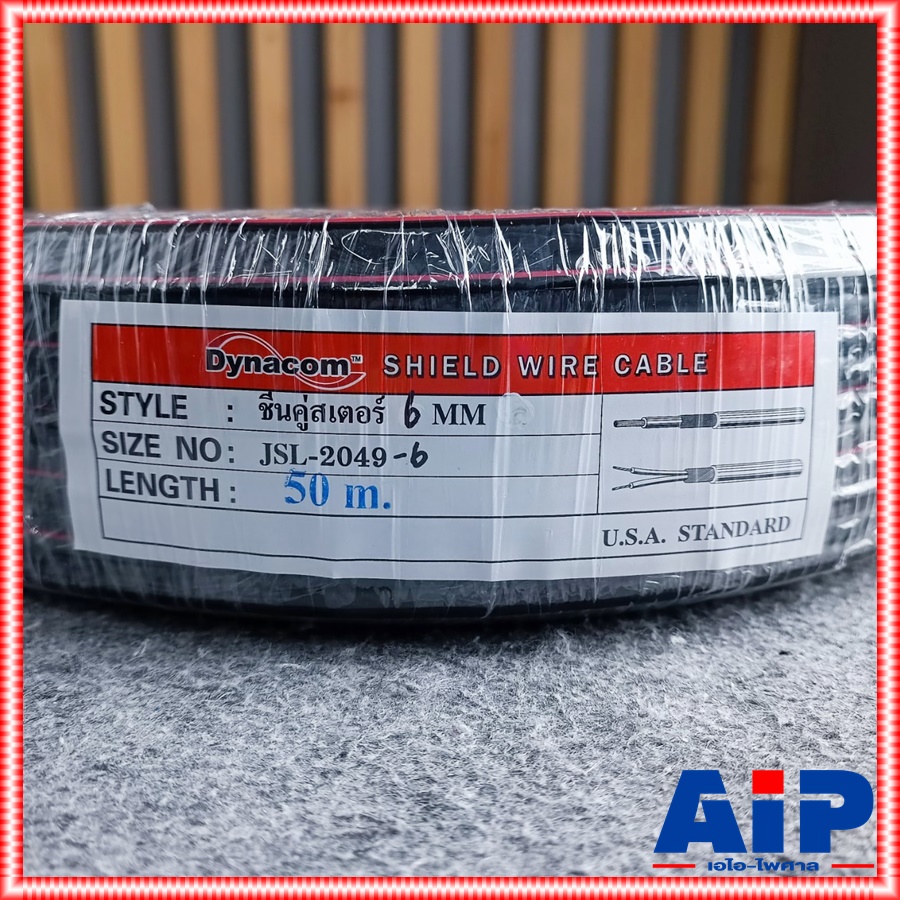 Dynacom™ SHIELD WIRE CABLE
STYLE : ชีนคู่สเตอร์ 6 MM
SIZE NO: JSL-2049-6
LENGTH: 50 m.
U.S.A. STANDARD
AiP
เอไอ-ไพศาล